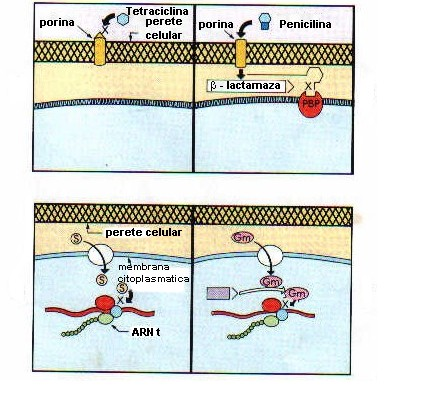 Tetraciclina
porina
perete
celular
X
porina
Penicilina
β - lactamaza
X
PBP
perete celular
S
membrana
citoplasmatica
S
S
X
ARN t
Gm
Gm
Gm
X